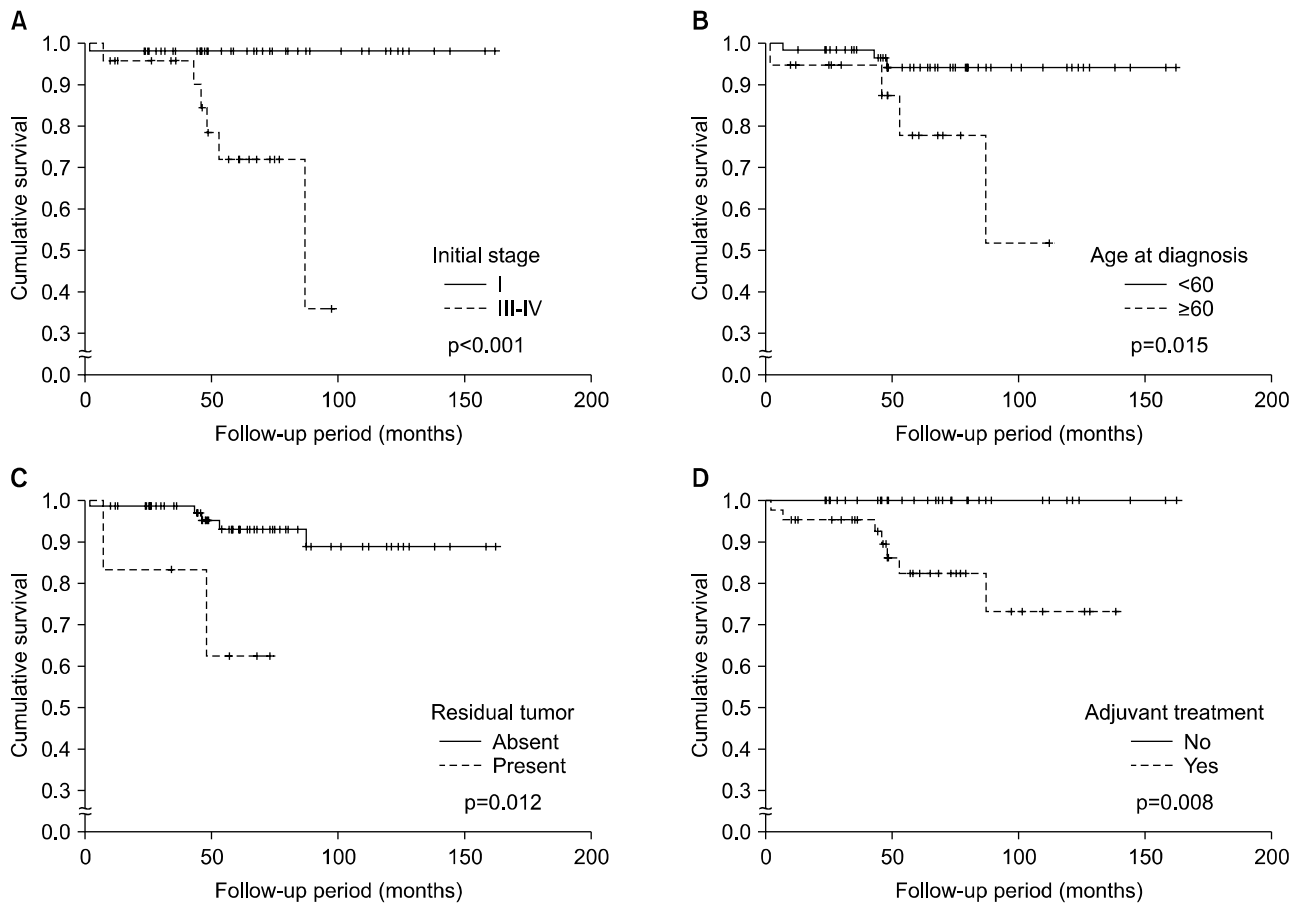 A
1.0
0.9
0.8
0.7
0.6
0.5
0.4
0.3
0.0
Cumulative survival
0 50 100 150 200
Follow-up period (months)
Initial stage
I
III-IV
p<0.001
B
1.0
0.9
0.8
0.7
0.6
0.5
0.4
0.3
0.0
Cumulative survival
0 50 100 150 200
Follow-up period (months)
Age at diagnosis
<60
≥60
p=0.015
C
1.0
0.9
0.8
0.7
0.6
0.5
0.4
0.3
0.0
Cumulative survival
0 50 100 150 200
Follow-up period (months)
Residual tumor
Absent
Present
p=0.012
D
1.0
0.9
0.8
0.7
0.6
0.5
0.4
0.3
0.0
Cumulative survival
0 50 100 150 200
Follow-up period (months)
Adjuvant treatment
No
Yes
p=0.008